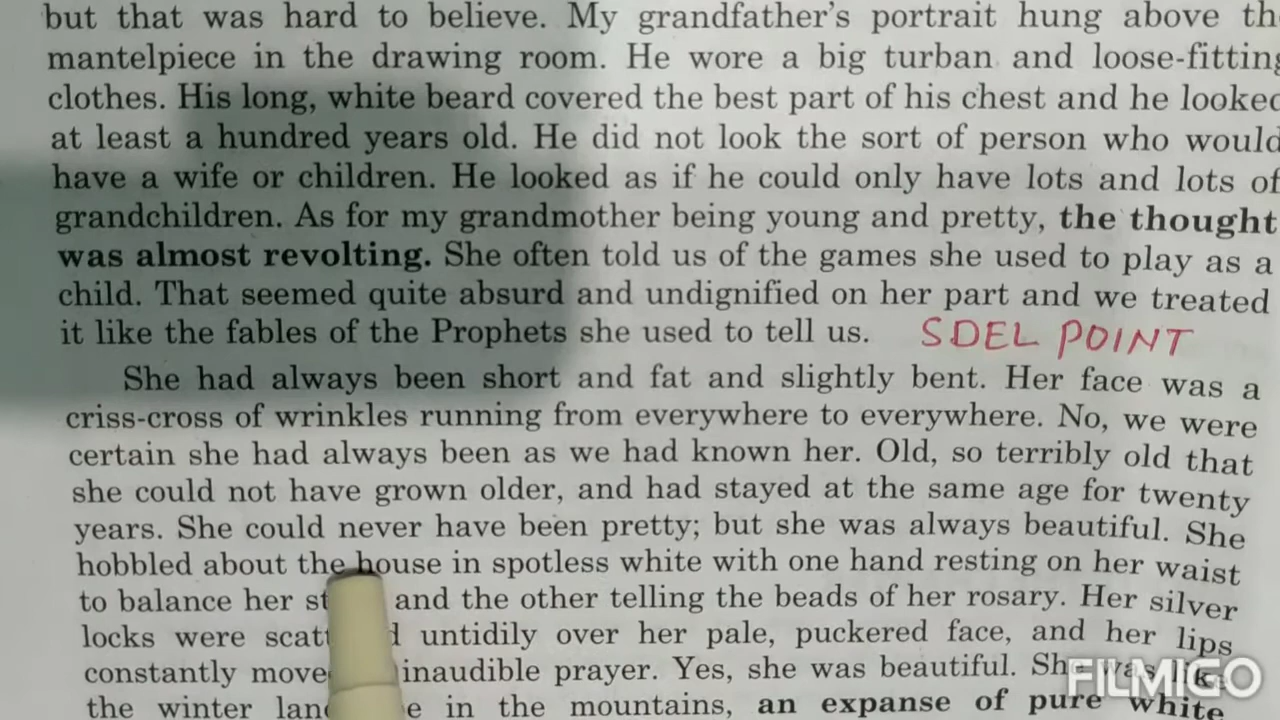 but that was hard to believe. My grandfather's portrait hung above th
mantelpiece in the drawing room. He wore a big turban and loose-fitting
clothes. His long, white beard covered the best part of his chest and he looked
at least a hundred years old. He did not look the sort of person who would
have a wife or children. He looked as if he could only have lots and lots of
grandchildren. As for my grandmother being young and pretty, the thought
was almost revolting. She often told us of the games she used to play as a
child. That seemed quite absurd and undignified on her part and we treated
it like the fables of the Prophets she used to tell us. SDEL POINT
She had always been short and fat and slightly bent. Her face was a
criss-cross of wrinkles running from everywhere to everywhere. No, we were
certain she had always been as we had known her. Old, so terribly old that
she could not have grown older, and had stayed at the same age for twenty
years. She could never have been pretty; but she was always beautiful. She
hobbled about the house in spotless white with one hand resting on her waist
to balance her st and the other telling the beads of her rosary. Her silver
locks were scatt d untidily over her pale, puckered face, and her lips
constantly move inaudible prayer. Yes, she was beautiful. She was like
the winter lan e in the mountains, an expanse of pure white
FILMIGO